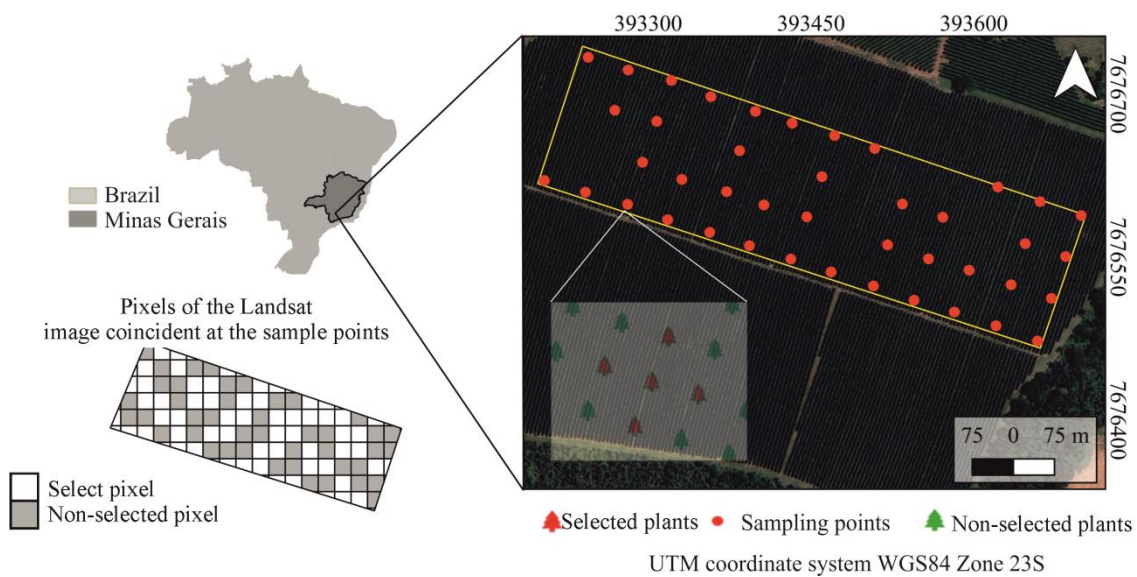 393300 393450 393600
7676700
7676550
7676400
Brazil
Minas Gerais
Pixels of the Landsat
image coincident at the sample points
Select pixel
Non-selected pixel
75 0 75 m
Selected plants Sampling points Non-selected plants
UTM coordinate system WGS84 Zone 23S